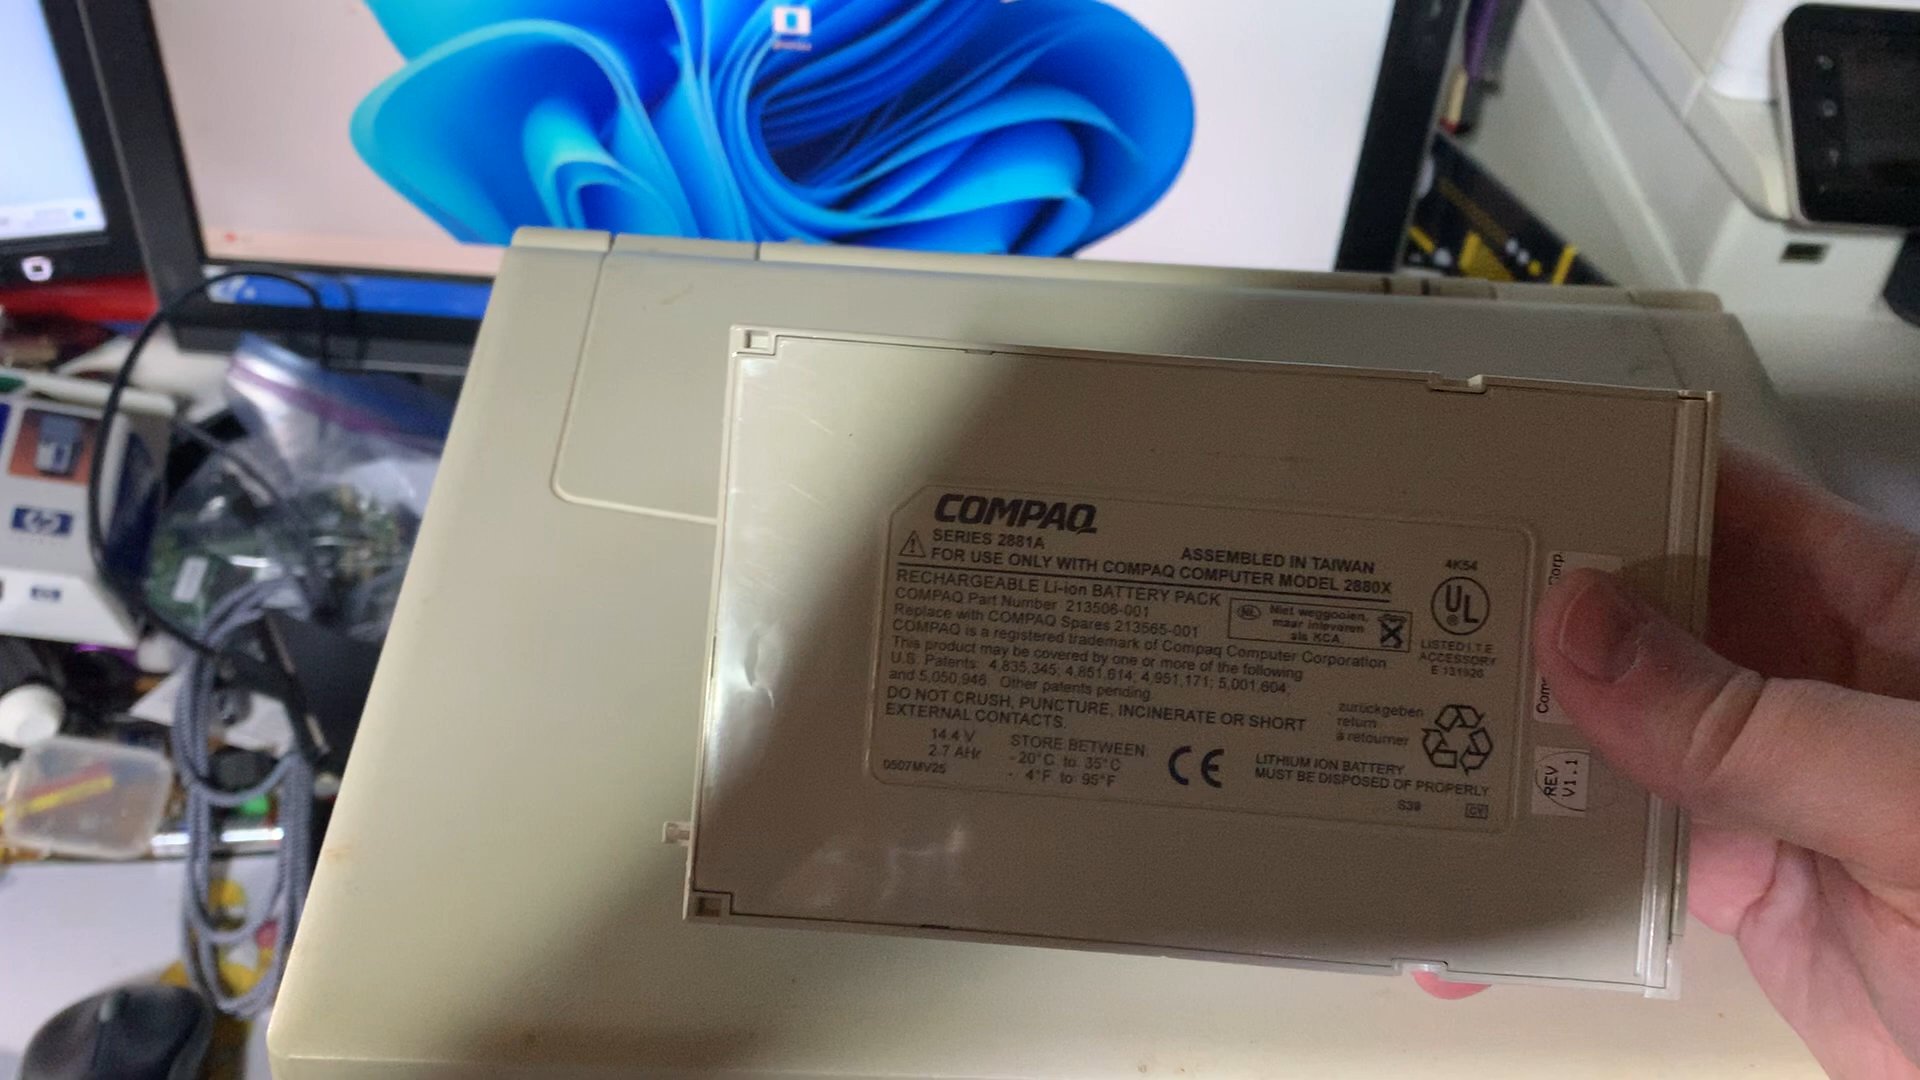 COMPAQ
SERIES 2881A
ASSEMBLED IN TAIWAN
FOR USE ONLY WITH COMPAQ COMPUTER MODEL 2880X
RECHARGEABLE Li-ion BATTERY PACK
COMPAQ Part Number 213506-001
Replace with COMPAQ Spares 213565-001
COMPAQ is a registered trademark of Compaq Computer Corporation
This product may be covered by one or more of the following
U.S. Patents: 4,835,345; 4,851,614; 4,951,171; 5,001,604;
and 5,050,946. Other patents pending.
DO NOT CRUSH, PUNCTURE, INCINERATE OR SHORT
EXTERNAL CONTACTS.
14.4 V
2.7 AHr
0507MV25
STORE BETWEEN:
-20°C to 35°C
- 4°F to 95°F
CE
NL
Niet weggooien,
maar inleveren
als KCA
4K54
UL
LISTED I.T.E
ACCESSORY
E 131920
zurückgeben
return
à retourner
LITHIUM ION BATTERY
MUST BE DISPOSED OF PROPERLY
S39
Corp.
REV
V1.1
hp